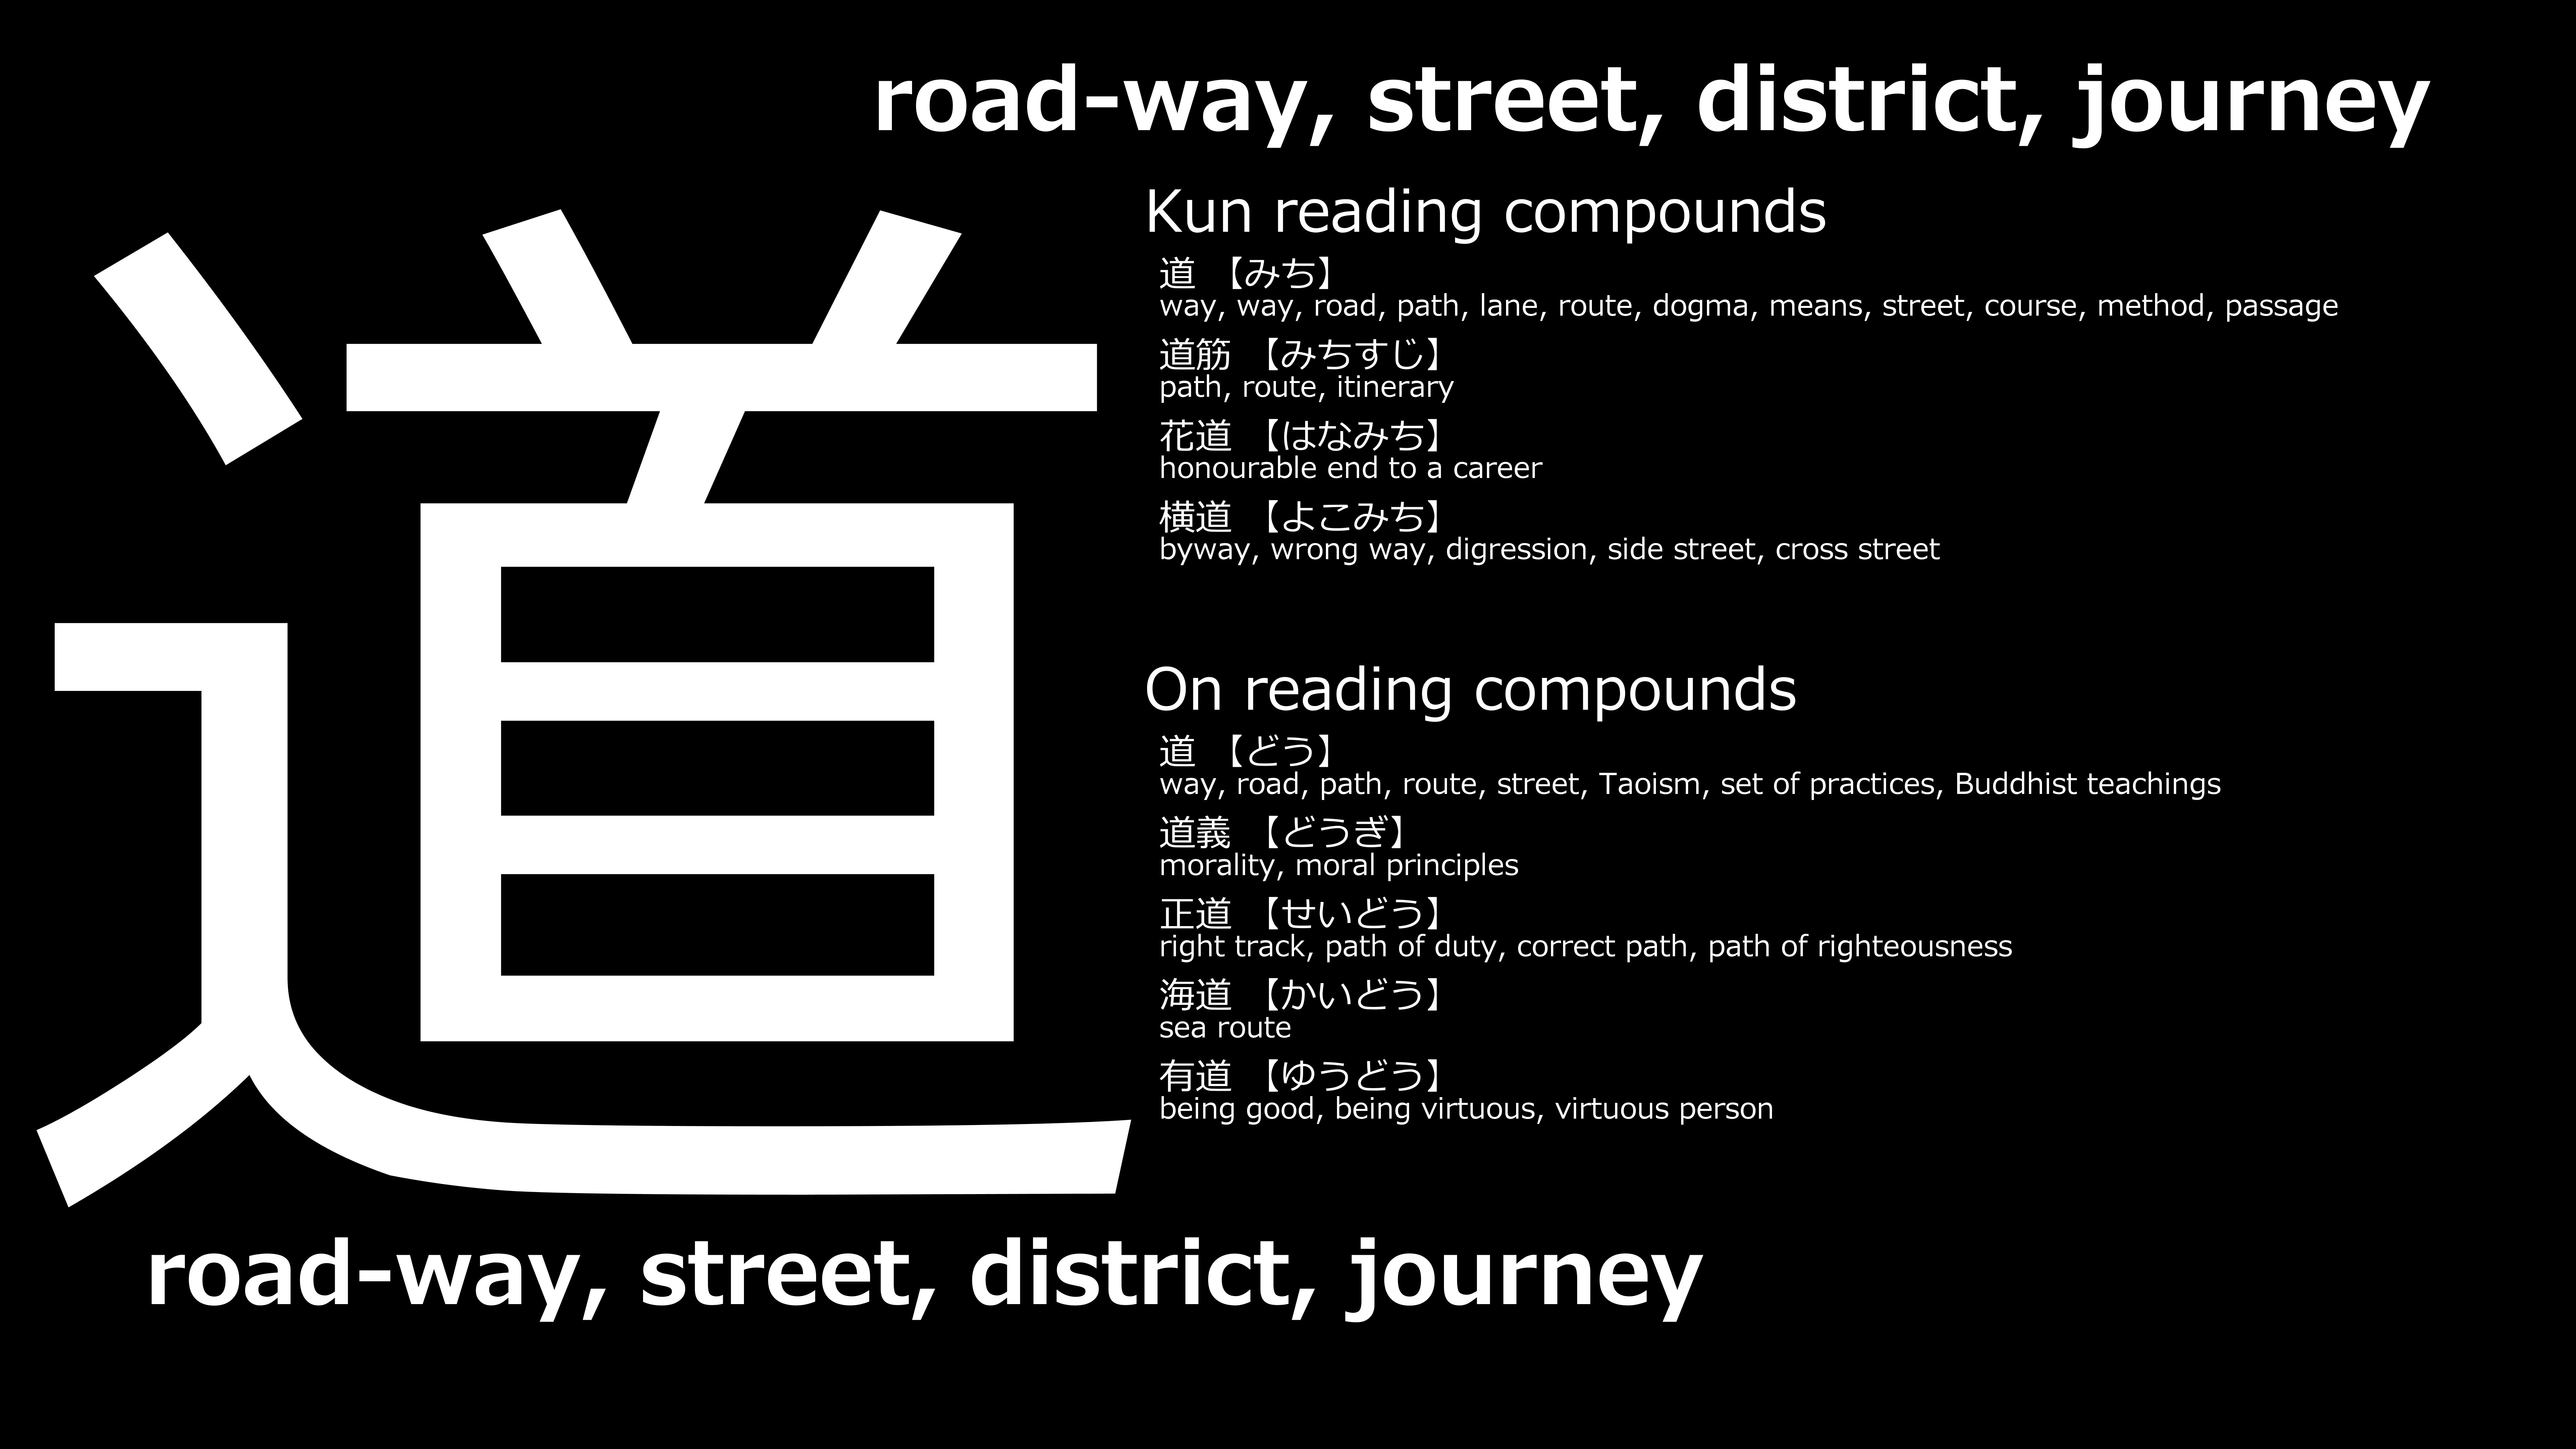 road-way, street, district, journey
道
Kun reading compounds
道 【みち】
way, way, road, path, lane, route, dogma, means, street, course, method, passage
道筋 【みちすじ】
path, route, itinerary
花道 【はなみち】
honourable end to a career
横道 【よこみち】
byway, wrong way, digression, side street, cross street
On reading compounds
道 【どう】
way, road, path, route, street, Taoism, set of practices, Buddhist teachings
道義 【どうぎ】
morality, moral principles
正道 【せいどう】
right track, path of duty, correct path, path of righteousness
海道 【かいどう】
sea route
有道 【ゆうどう】
being good, being virtuous, virtuous person
road-way, street, district, journey